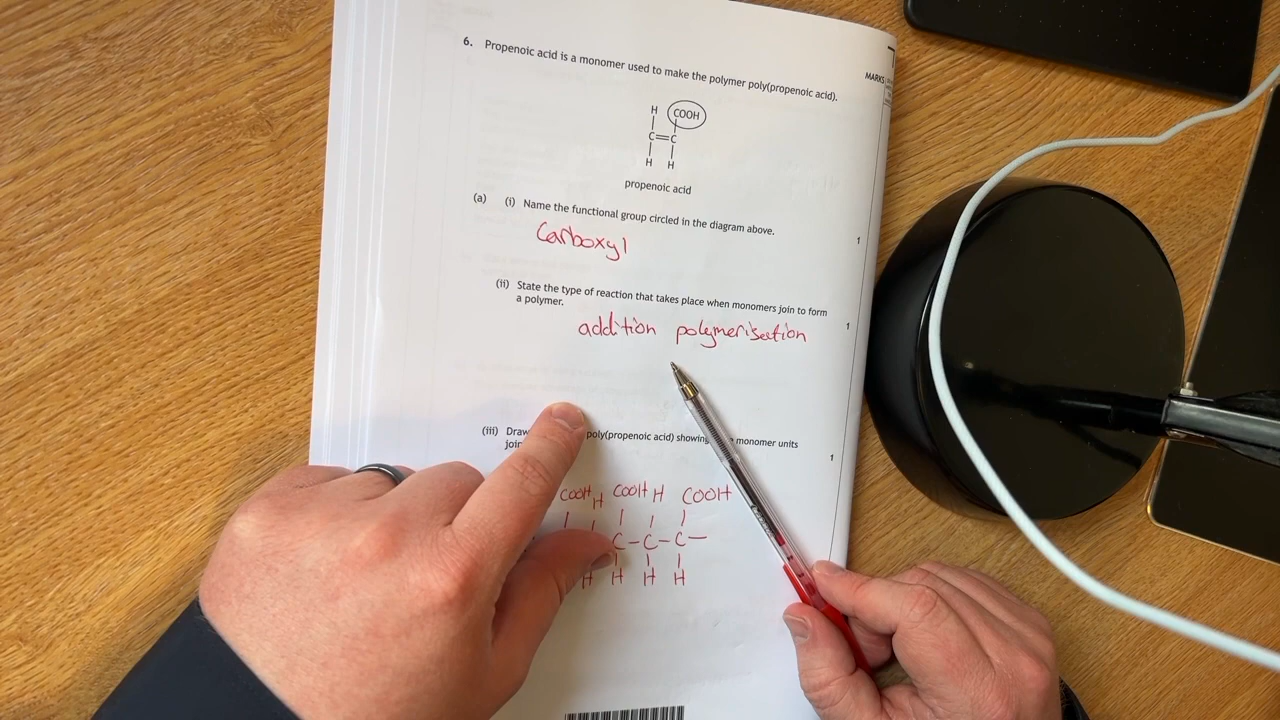 MARKS
6. Propenoic acid is a monomer used to make the polymer poly(propenoic acid).
H COOH
C=C
H H
propenoic acid
(a) (i) Name the functional group circled in the diagram above.
1
Carboxyl
(ii) State the type of reaction that takes place when monomers join to form
a polymer.
1
addition polymerisation
(iii) Draw poly(propenoic acid) showing monomer units
1
COOH H COOH H COOH
C-C-C-
H H H H